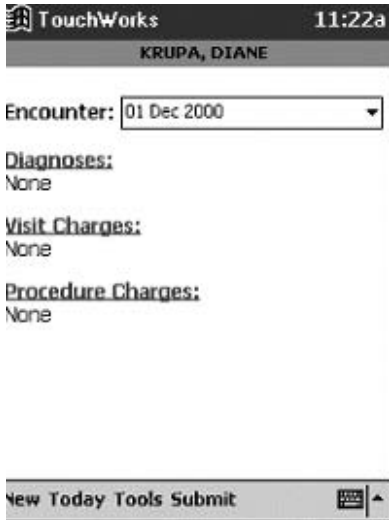 TouchWorks 11:22a
KRUPA, DIANE
Encounter: 01 Dec 2000
Diagnoses:
None
Visit Charges:
None
Procedure Charges:
None
New Today Tools Submit